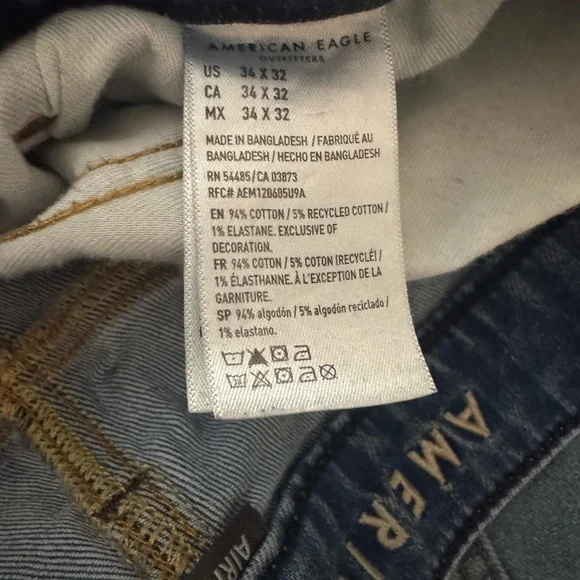 AMERICAN EAGLE
OUTFITTERS
US 34 X 32
CA 34 X 32
MX 34 X 32
MADE IN BANGLADESH / FABRIQUÉ AU
BANGLADESH / HECHO EN BANGLADESH
RN 54485/CA 03873
RFC# AEM120605U9A
EN 94% COTTON / 5% RECYCLED COTTON /
1% ELASTANE. EXCLUSIVE OF
DECORATION.
FR 94% COTON / 5% COTON (RECYCLÉ) /
1% ÉLASTHANNE. À L'EXCEPTION DE LA
GARNITURE.
SP 94% algodón / 5% algodón reciclado /
1% elastano.
AMERI
AIRF